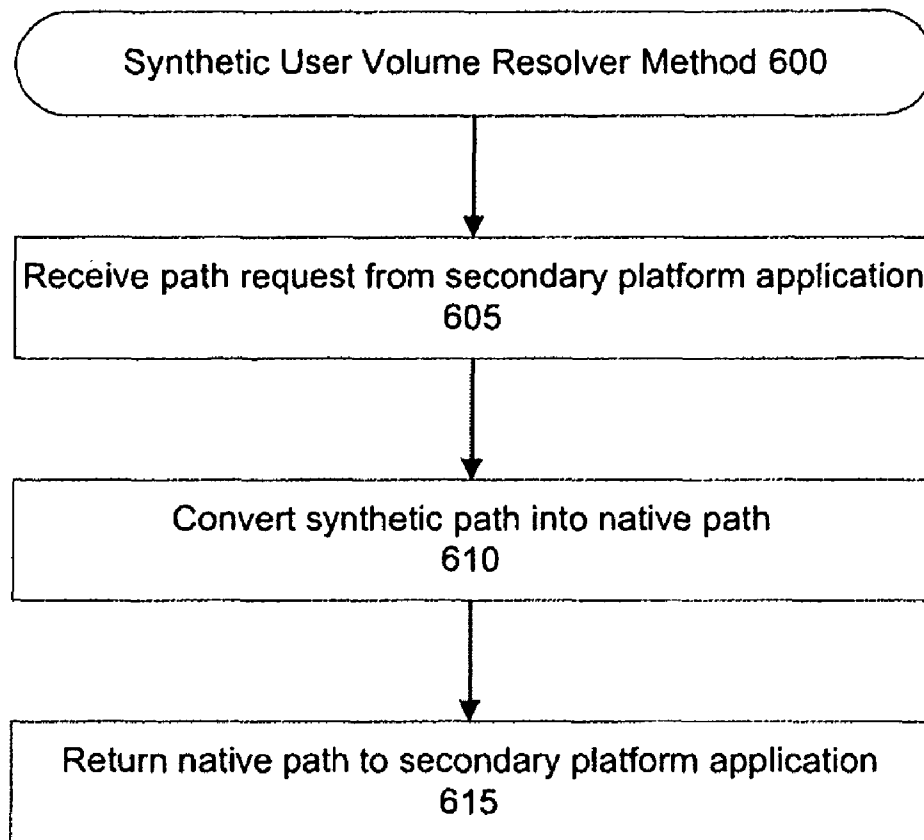 Synthetic User Volume Resolver Method 600
Receive path request from secondary platform application
605
Convert synthetic path into native path
610
Return native path to secondary platform application
615